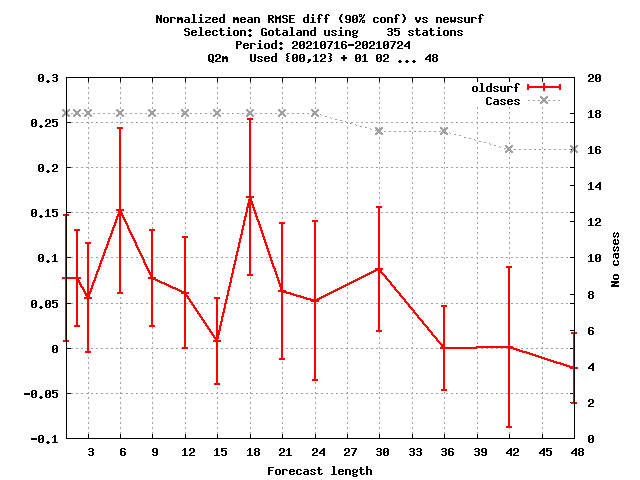 Normalized mean RMSE diff (90% conf) vs newsurf
Selection: Gotaland using    35 stations
Period: 20210716-20210724
Q2m   Used {00,12} + 01 02 ... 48
oldsurf
Cases
0.3
0.25
0.2
0.15
0.1
0.05
0
-0.05
-0.1
20
18
16
14
12
10
8
6
4
2
0
No cases
3 6 9 12 15 18 21 24 27 30 33 36 39 42 45 48
Forecast length